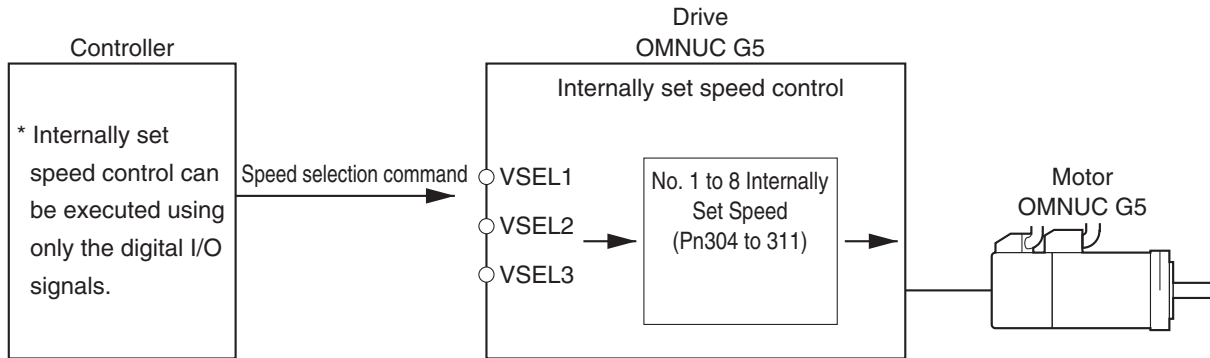 Controller
* Internally set
speed control can
be executed using
only the digital I/O
signals.
Speed selection command
Drive
OMNUC G5
Internally set speed control
VSEL1
VSEL2
VSEL3
No. 1 to 8 Internally
Set Speed
(Pn304 to 311)
Motor
OMNUC G5